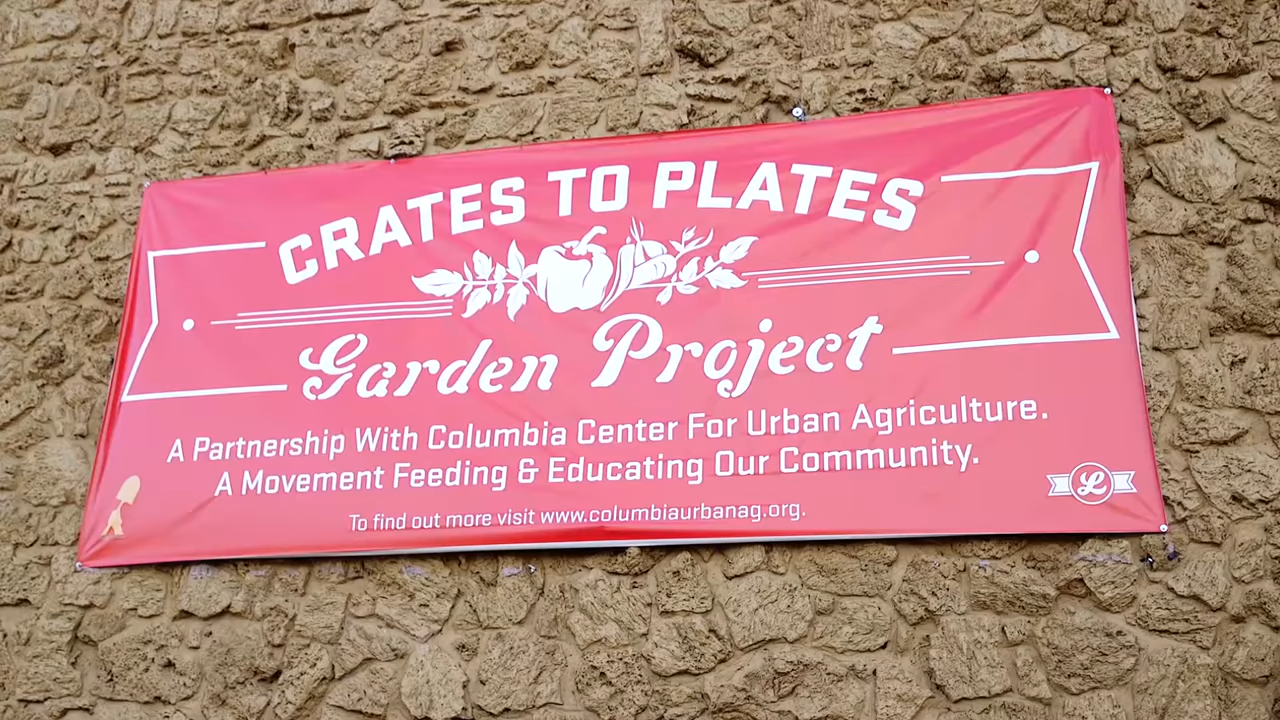 CRATES TO PLATES
Garden Project
A Partnership With Columbia Center For Urban Agriculture.
A Movement Feeding & Educating Our Community.
To find out more visit www.columbiaurbanag.org.
L